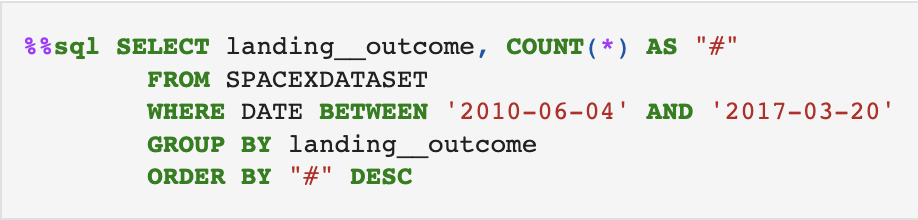 %%sql SELECT landing__outcome, COUNT(*) AS "#"
FROM SPACEXDATASET
WHERE DATE BETWEEN '2010-06-04' AND '2017-03-20'
GROUP BY landing__outcome
ORDER BY "#" DESC